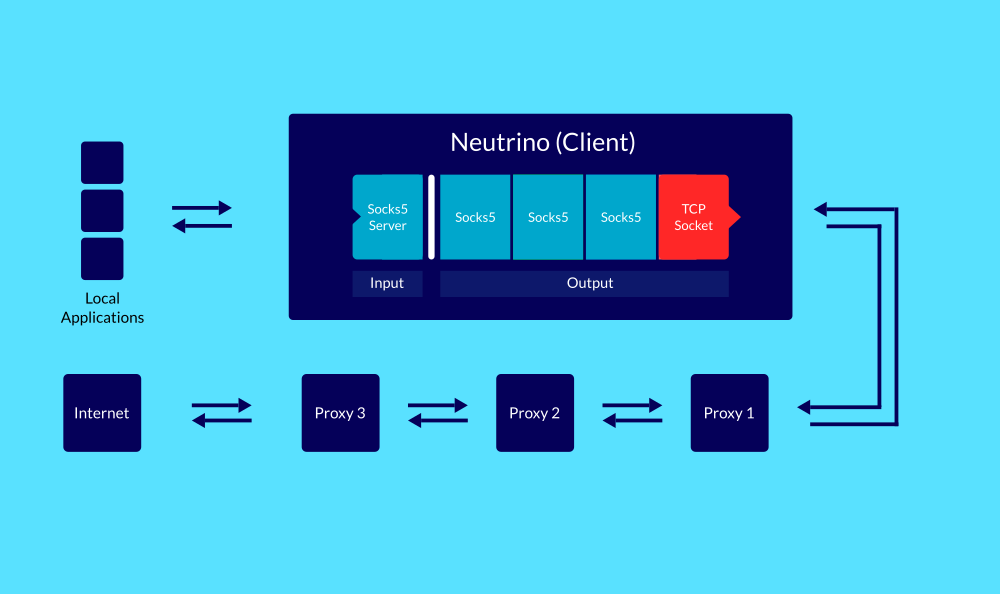 Neutrino (Client)
Socks5
Server
Socks5
Socks5
Socks5
TCP
Socket
Input
Output
Local
Applications
Internet
Proxy 3
Proxy 2
Proxy 1